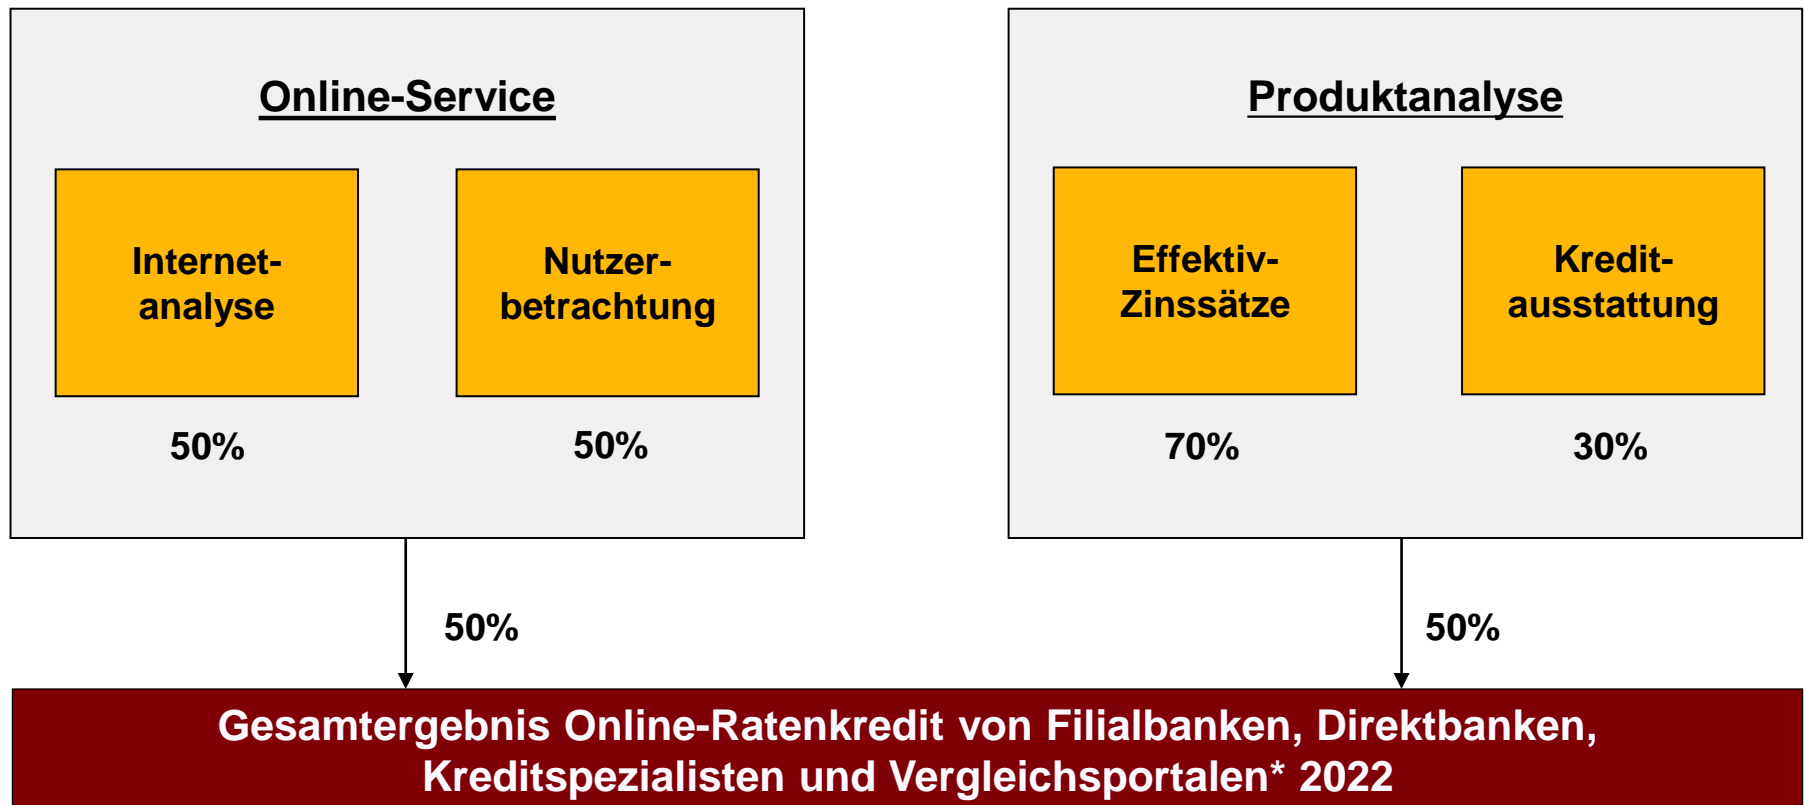 Online-Service
Internet-
analyse
50%
Nutzer-
betrachtung
50%
50%
Produktanalyse
Effektiv-
Zinssätze
70%
Kredit-
ausstattung
30%
50%
Gesamtergebnis Online-Ratenkredit von Filialbanken, Direktbanken,
Kreditspezialisten und Vergleichsportalen* 2022